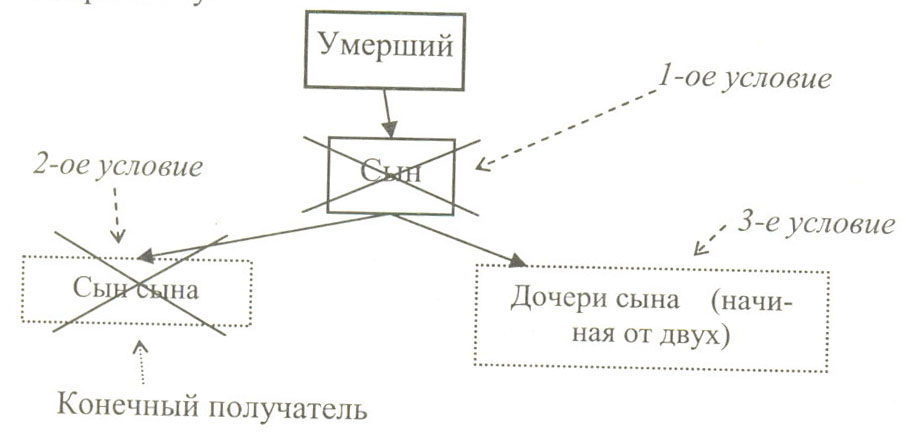 Умерший
1-ое условие
Сын
2-ое условие
3-е условие
Сын сына
Дочери сына (начи-
ная от двух)
Конечный получатель